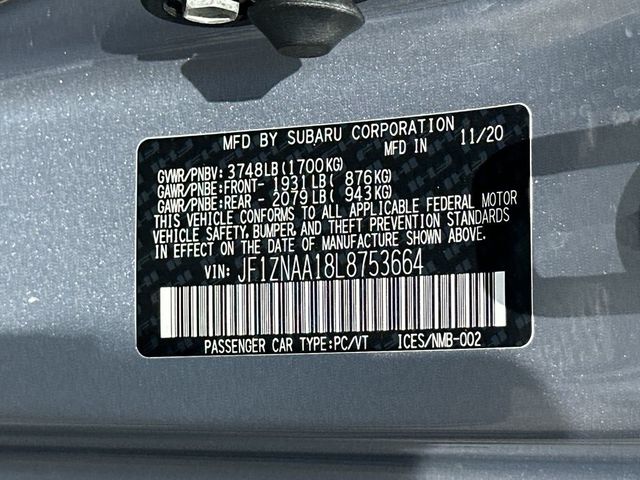 MFD BY SUBARU CORPORATION
MFD IN 11/20
GVWR/PNBV: 3748LB(1700KG)
GAWR/PNBE:FRONT- 1931LB( 876KG)
GAWR/PNBE:REAR - 2079LB( 943KG)
THIS VEHICLE CONFORMS TO ALL APPLICABLE FEDERAL MOTOR
VEHICLE SAFETY, BUMPER, AND THEFT PREVENTION STANDARDS
IN EFFECT ON THE DATE OF MANUFACTURE SHOWN ABOVE.
VIN: JF1ZNAA18L8753664
PASSENGER CAR TYPE:PC/VT ICES/NMB-002